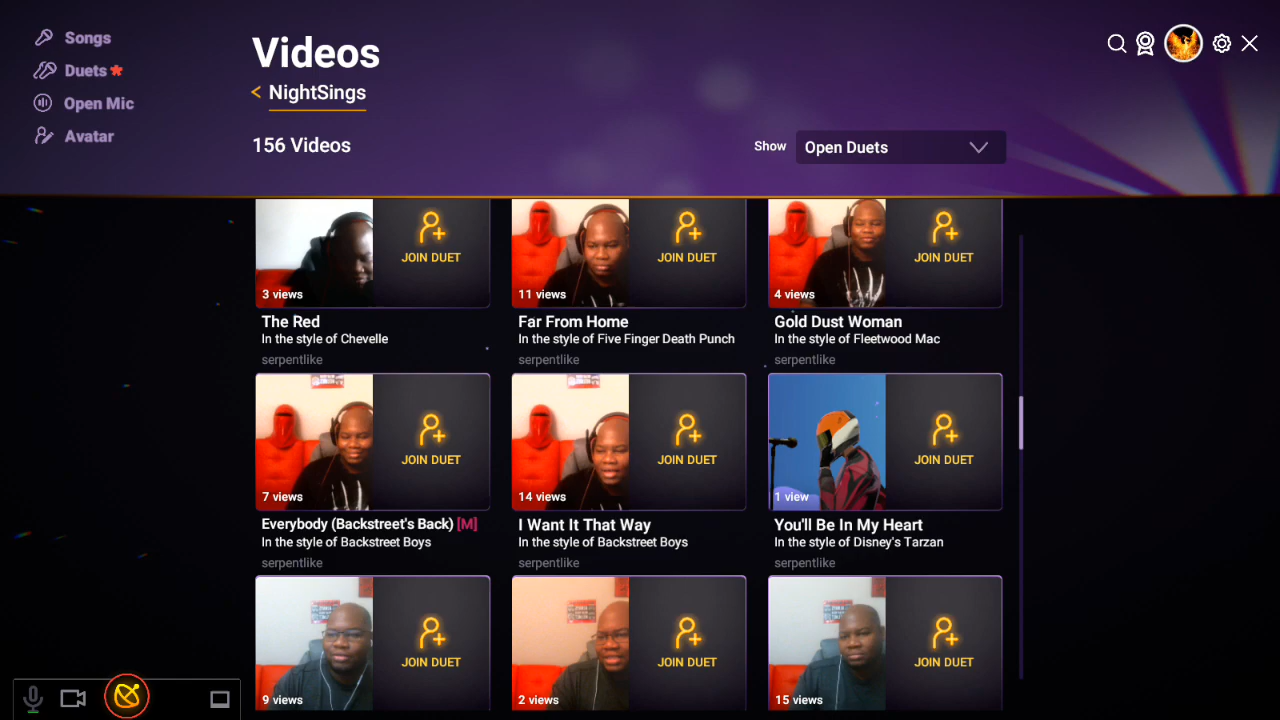 Songs
Duets *
Open Mic
Avatar
Videos
< NightSings
156 Videos
Show
Open Duets
JOIN DUET
3 views
The Red
In the style of Chevelle
serpentlike
JOIN DUET
11 views
Far From Home
In the style of Five Finger Death Punch
serpentlike
JOIN DUET
4 views
Gold Dust Woman
In the style of Fleetwood Mac
serpentlike
JOIN DUET
7 views
Everybody (Backstreet's Back) [M]
In the style of Backstreet Boys
serpentlike
JOIN DUET
14 views
I Want It That Way
In the style of Backstreet Boys
serpentlike
JOIN DUET
1 view
You'll Be In My Heart
In the style of Disney's Tarzan
serpentlike
JOIN DUET
9 views
JOIN DUET
2 views
JOIN DUET
15 views